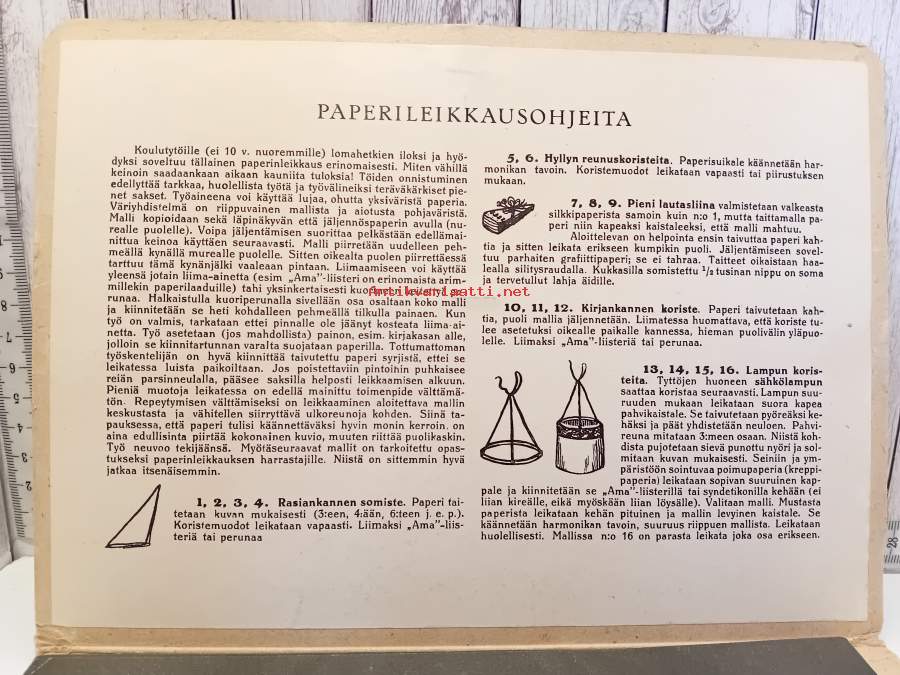 PAPERILEIKKAUSOHJEITA
Koulutytöille (ei 10 v. nuoremmille) lomahetkien iloksi ja hyö-
dyksi soveltuu tällainen paperinleikkaus erinomaisesti. Miten vähillä
keinoin saadaankaan aikaan kauniita tuloksia! Töiden onnistuminen
edellyttää tarkkaa, huolellista työtä ja työvälineiksi teräväkärkiset pie-
net sakset. Työaineena voi käyttää lujaa, ohutta yksiväristä paperia.
Väriyhdistelmä on riippuvainen mallista ja aiotusta pohjaväristä.
Malli kopioidaan sekä läpinäkyvän että jäljennöspaperin avulla (nu-
realle puolelle). Voipa jäljentämisen suorittaa pelkästään edellämai-
nittua keinoa käyttäen seuraavasti. Malli piirretään uudelleen peh-
meällä kynällä murealle puolelle. Sitten oikealta puolen piirrettäessä
tarttuu tämä kynänjälki vaaleaan pintaan. Liimaamiseen voi käyttää
yleensä jotain liima-ainetta (esim „Ama"-liisteri on erinomaista arim-
millekin paperilaaduille) tahi yksinkertaisesti kuorineen keitettyä pe-
runaa. Halkaistulla kuoriperunalla sivellään osa osaltaan koko malli
ja kiinnitetään se heti kohdalleen pehmeällä tilkulla painaen. Kun
työ on valmis, tarkataan ettei pinnalle ole jäänyt kosteata liima-ai-
netta. Työ asetetaan (jos mahdollista) painon, esim. kirjakasan alle,
jolloin se kiinnitartunnan varalta suojataan paperilla. Tottumattoman
työskentelijän on hyvä kiinnittää taivutettu paperi syrjistä, ettei se
leikatessa luista paikoiltaan. Jos poistettaviin pintoihin puhkaisee
reiän parsinneulalla, pääsee saksilla helposti leikkaamisen alkuun.
Pieniä muotoja leikatessa on edellä mainittu toimenpide välttämä-
tön. Repeytymisen välttämiseksi on leikkaaminen aloitettava mallin
keskustasta ja vähitellen siirryttävä ulkoreunoja kohden. Siinä ta-
pauksessa, että paperi tulisi käännettäväksi hyvin monin kerroin, on
aina edullisinta piirtää kokonainen kuvio, muuten riittää puolikaskin.
Työ neuvoo tekijäänsä. Myötäseuraavat mallit on tarkoitettu opas-
tukseksi paperinleikkauksen harrastajille. Niistä on sittemmin hyvä
jatkaa itsenäisemmin.
1, 2, 3, 4. Rasiankannen somiste. Paperi tai-
tetaan kuvan mukaisesti (3:een, 4:ään, 6:teen j. e. p.).
Koristemuodot leikataan vapaasti. Liimaksi „Ama"-liis-
teriä tai perunaa
5, 6. Hyllyn reunuskoristeita. Paperisuikale käännetään har-
monikan tavoin. Koristemuodot leikataan vapaasti tai piirustuksen
mukaan.
7, 8, 9. Pieni lautasliina valmistetaan valkeasta
silkkipaperista samoin kuin n:o 1, mutta taittamalla pa-
peri niin kapeaksi kaistaleeksi, että malli mahtuu.
Aloittelevan on helpointa ensin taivuttaa paperi kah-
tia ja sitten leikata erikseen kumpikin puoli. Jäljentämiseen sovel-
tuu parhaiten grafiittipaperi; se ei tahraa. Taitteet oikaistaan haa-
lealla silitysraudalla. Kukkasilla somistettu ¹/₂ tusinan nippu on soma
ja tervetullut lahja äidille.
10, 11, 12. Kirjankannen koriste. Paperi taivutetaan kah-
tia, puoli mallia jäljennetään. Liimatessa huomattava, että koriste tu-
lee asetetuksi oikealle paikalle kannessa, hieman puolivälin yläpuo-
lelle. Liimaksi „Ama"-liisteriä tai perunaa.
13, 14, 15, 16. Lampun koris-
teita. Tyttöjen huoneen sähkölampun
saattaa koristaa seuraavasti. Lampun suu-
ruuden mukaan leikataan suora kapea
pahvikaistale. Se taivutetaan pyöreäksi ke-
häksi ja päät yhdistetään neuloen. Pahvi-
reuna mitataan 3:meen osaan. Niistä koh-
dista pujotetaan sievä punottu nyöri ja sol-
mitaan kuvan mukaisesti. Seiniin ja ym-
päristöön sointuvaa poimupaperia (kreppi-
paperia) leikataan sopivan suuruinen kap-
pale ja kiinnitetään se „Ama"-liisterillä tai syndetikonilla kehään (ei
liian kireälle, eikä myöskään liian löysälle). Valitaan malli. Mustasta
paperista leikataan kehän pituinen ja mallin levyinen kaistale. Se
käännetään harmonikan tavoin, suuruus riippuen mallista. Leikataan
huolellisesti. Mallissa n:o 16 on parasta leikata joka osa erikseen.
Antikvariaatti.net